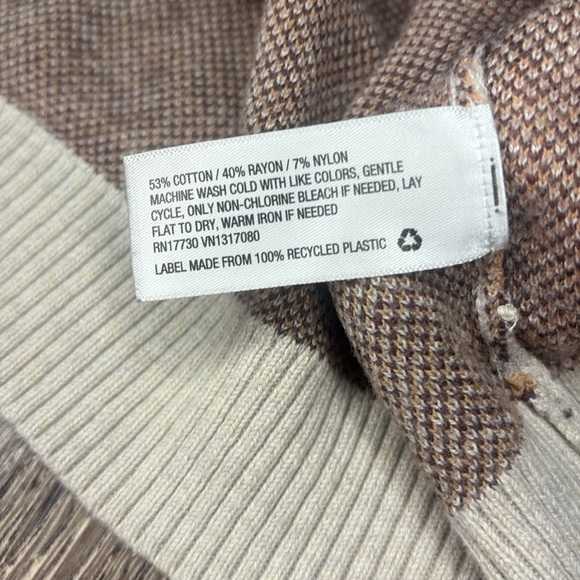 53% COTTON / 40% RAYON / 7% NYLON
MACHINE WASH COLD WITH LIKE COLORS, GENTLE
CYCLE, ONLY NON-CHLORINE BLEACH IF NEEDED, LAY
FLAT TO DRY, WARM IRON IF NEEDED
RN17730 VN1317080
LABEL MADE FROM 100% RECYCLED PLASTIC